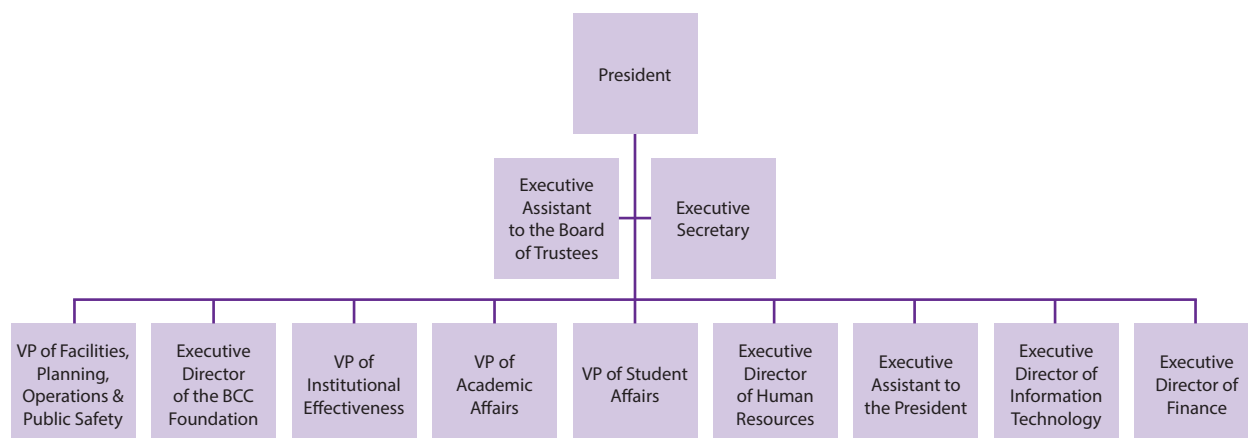 President
Executive
Assistant
to the Board
of Trustees
Executive
Secretary
VP of Facilities,
Planning,
Operations &
Public Safety
Executive
Director
of the BCC
Foundation
VP of
Institutional
Effectiveness
VP of
Academic
Affairs
VP of Student
Affairs
Executive
Director
of Human
Resources
Executive
Assistant to
the President
Executive
Director of
Information
Technology
Executive
Director of
Finance